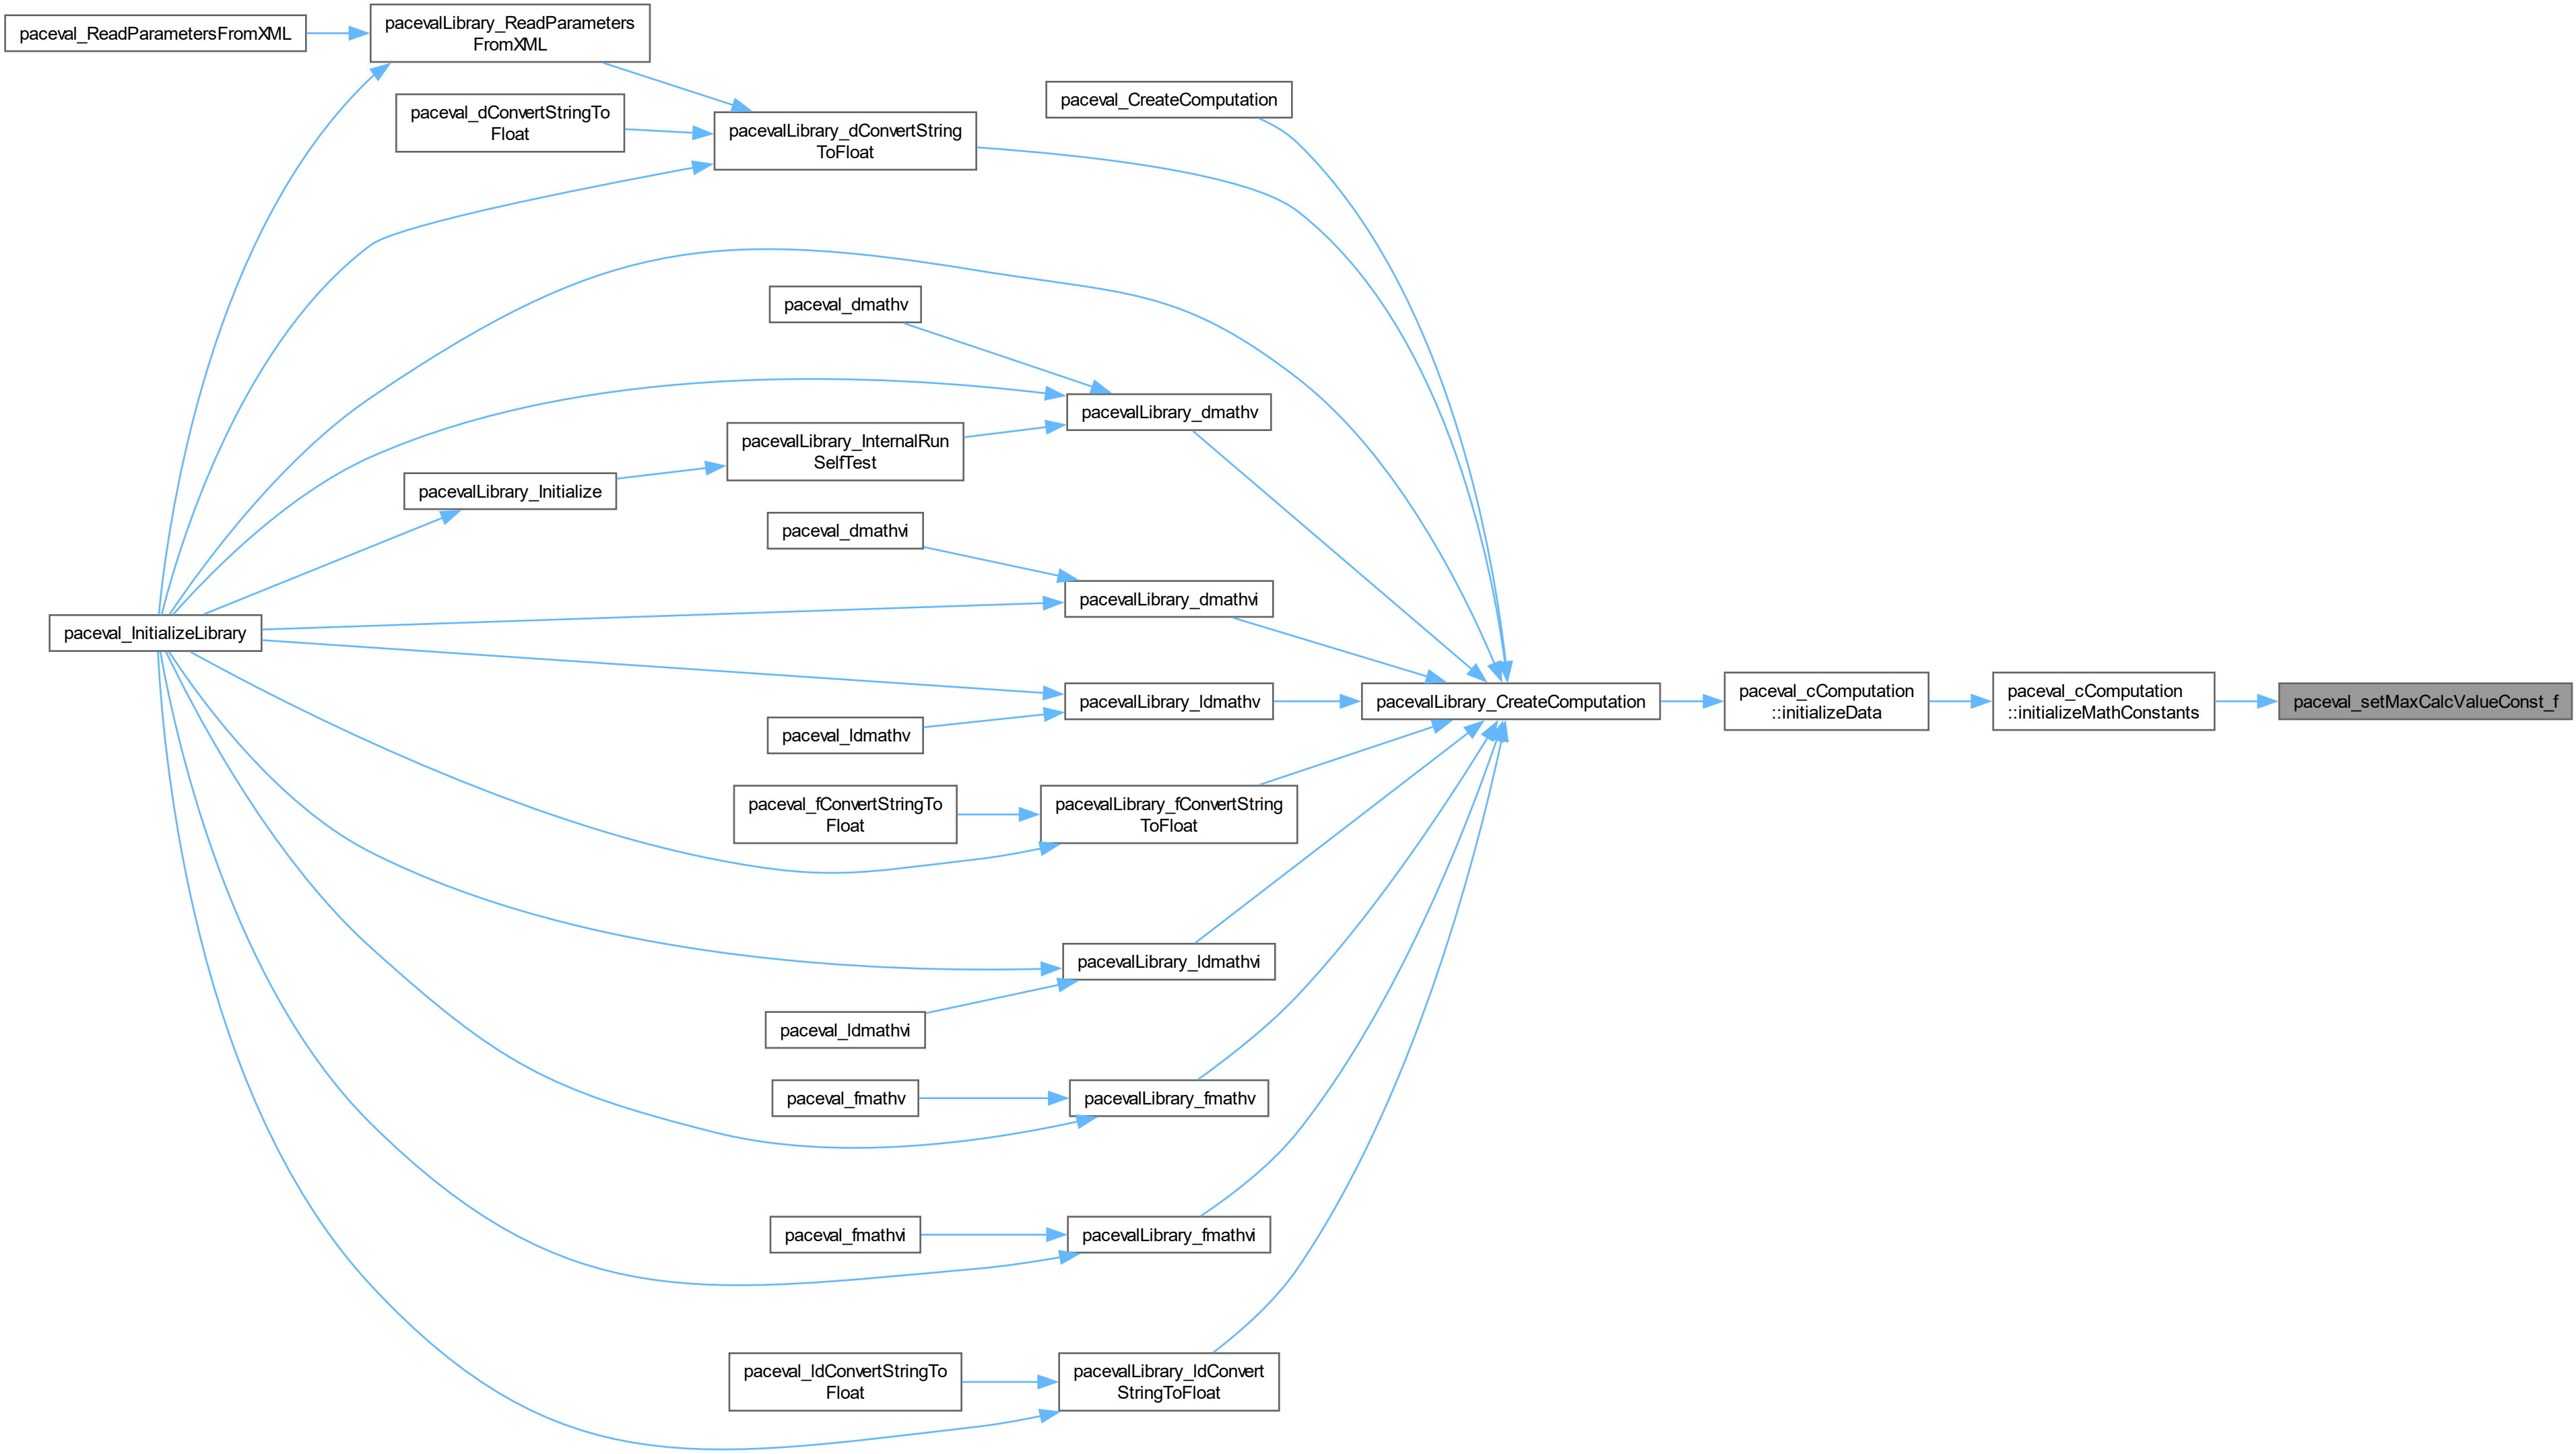 paceval_ReadParametersFromXML
pacevalLibrary_ReadParameters
FromXML
paceval_CreateComputation
paceval_dConvertStringTo
Float
pacevalLibrary_dConvertString
ToFloat
paceval_dmathv
pacevalLibrary_dmathv
pacevalLibrary_InternalRun
SelfTest
pacevalLibrary_Initialize
paceval_dmathvi
pacevalLibrary_dmathvi
paceval_InitializeLibrary
pacevalLibrary_ldmathv
pacevalLibrary_CreateComputation
paceval_cComputation
::initializeData
paceval_cComputation
::initializeMathConstants
paceval_setMaxCalcValueConst_f
paceval_ldmathv
paceval_fConvertStringTo
Float
pacevalLibrary_fConvertString
ToFloat
pacevalLibrary_ldmathvi
paceval_ldmathvi
paceval_fmathv
pacevalLibrary_fmathv
paceval_fmathvi
pacevalLibrary_fmathvi
paceval_ldConvertStringTo
Float
pacevalLibrary_ldConvert
StringToFloat